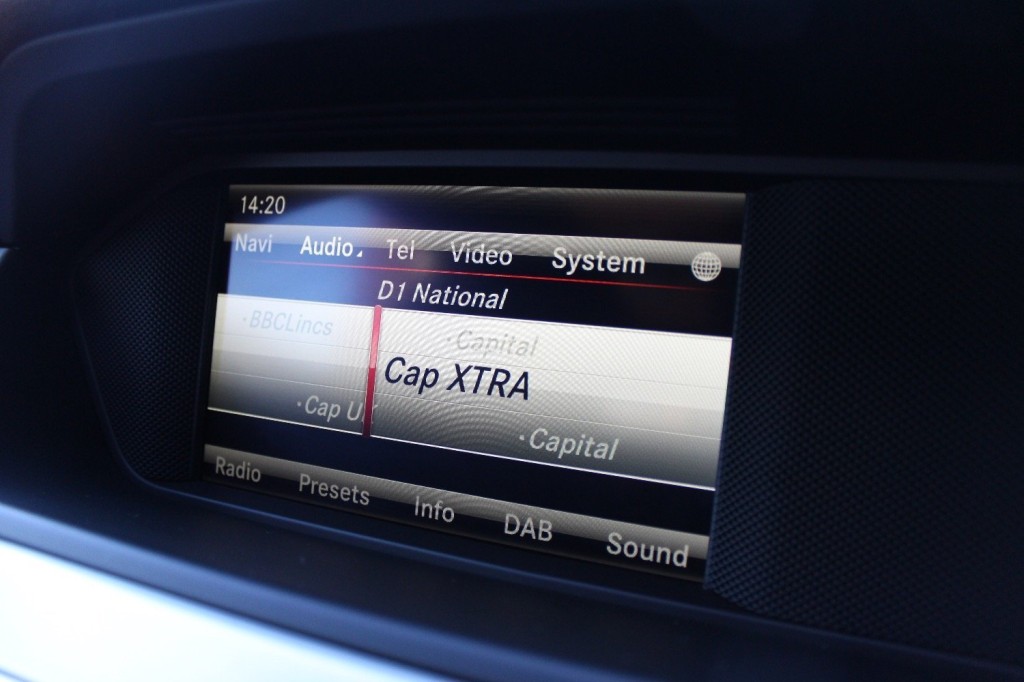 14:20
Navi Audio Tel Video System
D1 National
·BBCLincs ·Capital
Cap XTRA
·Cap UK ·Capital
Radio Presets Info DAB Sound